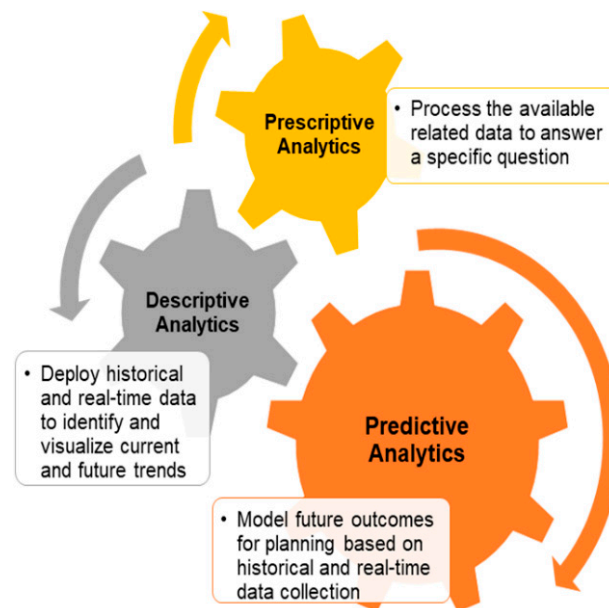 Prescriptive
Analytics
• Process the available
related data to answer
a specific question
Descriptive
Analytics
• Deploy historical
and real-time data
to identify and
visualize current
and future trends
Predictive
Analytics
• Model future outcomes
for planning based on
historical and real-time
data collection